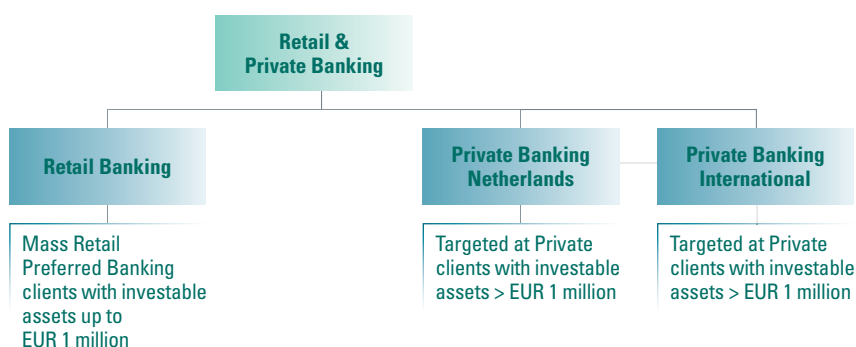 Retail &
Private Banking
Retail Banking
Private Banking
Netherlands
Private Banking
International
Mass Retail
Preferred Banking
clients with investable
assets up to
EUR 1 million
Targeted at Private
clients with investable
assets > EUR 1 million
Targeted at Private
clients with investable
assets > EUR 1 million